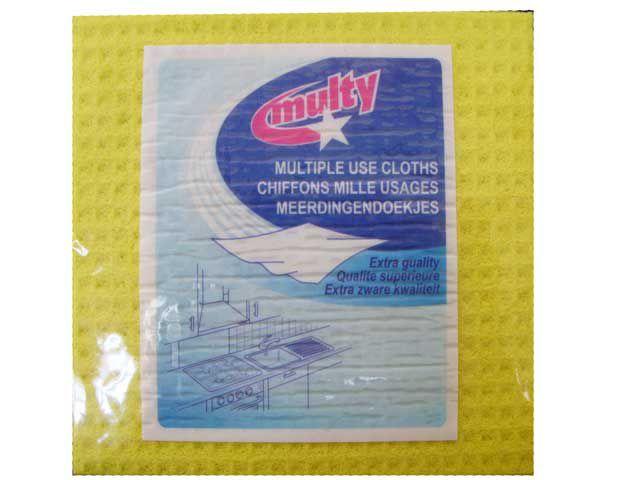 multy
MULTIPLE USE CLOTHS
CHIFFONS MILLE USAGES
MEERDINGENDOEKJES
Extra quality
Qualité supérieure
Extra zware kwaliteit